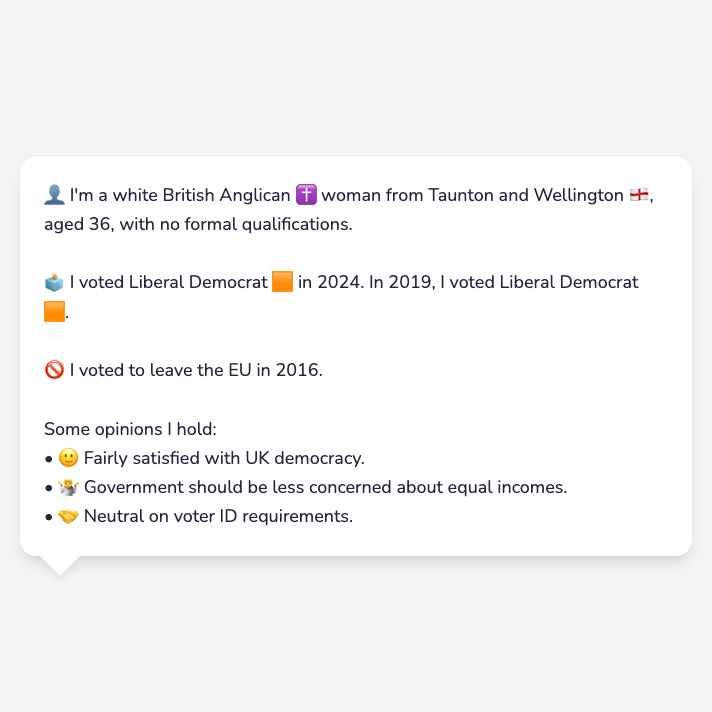 👤 I'm a white British Anglican ✝️ woman from Taunton and Wellington 🏴󠁧󠁢󠁥󠁮󠁧󠁿,
aged 36, with no formal qualifications.
🗳️ I voted Liberal Democrat 🟧 in 2024. In 2019, I voted Liberal Democrat
🟧.
🚫 I voted to leave the EU in 2016.
Some opinions I hold:
• 🙂 Fairly satisfied with UK democracy.
• 🤷‍♀️ Government should be less concerned about equal incomes.
• 🤝 Neutral on voter ID requirements.